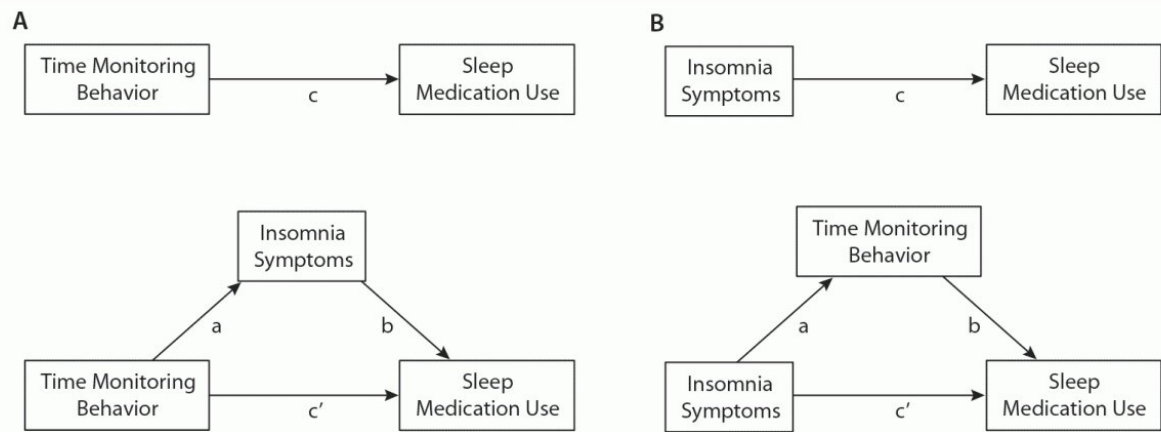 A
Time Monitoring
Behavior
c
Sleep
Medication Use
Insomnia
Symptoms
a
b
Time Monitoring
Behavior
c’
Sleep
Medication Use
B
Insomnia
Symptoms
c
Sleep
Medication Use
Time Monitoring
Behavior
a
b
Insomnia
Symptoms
c’
Sleep
Medication Use